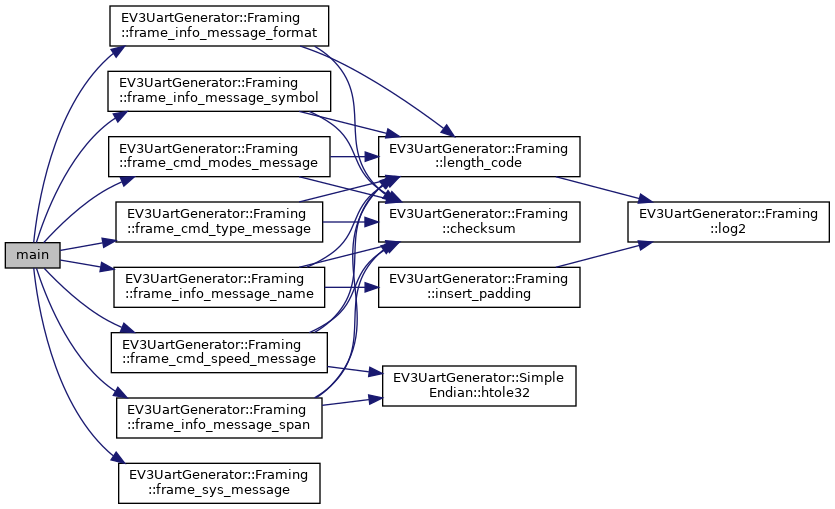 main
EV3UartGenerator::Framing
::frame_info_message_format
EV3UartGenerator::Framing
::frame_info_message_symbol
EV3UartGenerator::Framing
::frame_cmd_modes_message
EV3UartGenerator::Framing
::frame_cmd_type_message
EV3UartGenerator::Framing
::frame_info_message_name
EV3UartGenerator::Framing
::frame_cmd_speed_message
EV3UartGenerator::Framing
::frame_info_message_span
EV3UartGenerator::Framing
::frame_sys_message
EV3UartGenerator::Framing
::length_code
EV3UartGenerator::Framing
::checksum
EV3UartGenerator::Framing
::insert_padding
EV3UartGenerator::Simple
Endian::htole32
EV3UartGenerator::Framing
::log2